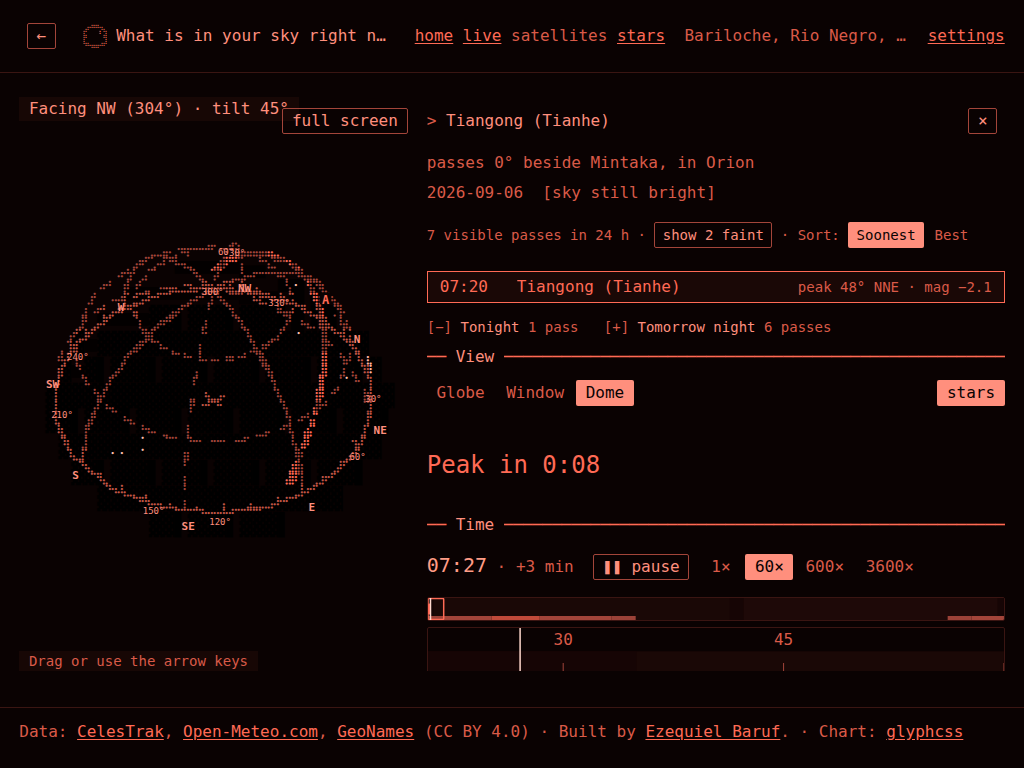 ← What is in your sky right n… home live satellites stars Bariloche, Rio Negro, … settings
Facing NW (304°) · tilt 45°
full screen
60°
30°
300°
NW
330°
A
W
N
240°
SW
30°
210°
NE
60°
S
150°
E
SE
120°
Drag or use the arrow keys
> Tiangong (Tianhe) ×
passes 0° beside Mintaka, in Orion
2026-09-06 [sky still bright]
7 visible passes in 24 h · show 2 faint · Sort: Soonest Best
07:20 Tiangong (Tianhe) peak 48° NNE · mag −2.1
[−] Tonight 1 pass [+] Tomorrow night 6 passes
View
Globe Window Dome stars
Peak in 0:08
Time
07:27 · +3 min ❚❚ pause 1× 60× 600× 3600×
30 45
Data: CelesTrak, Open-Meteo.com, GeoNames (CC BY 4.0) · Built by Ezequiel Baruf. · Chart: glyphcss